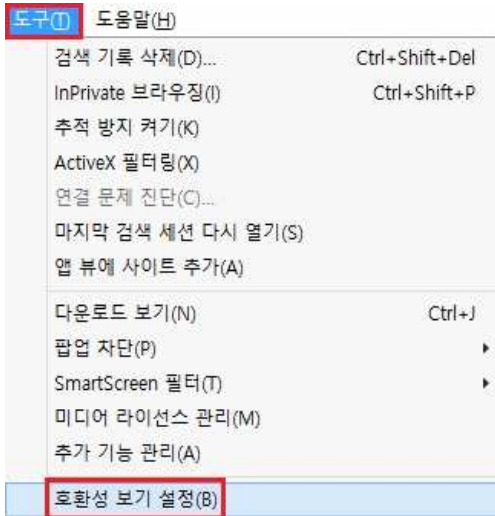 도구(T) 도움말(H)
검색 기록 삭제(D)... Ctrl+Shift+Del
InPrivate 브라우징(I) Ctrl+Shift+P
추적 방지 켜기(K)
ActiveX 필터링(X)
연결 문제 진단(C)...
마지막 검색 세션 다시 열기(S)
앱 뷰에 사이트 추가(A)
다운로드 보기(N) Ctrl+J
팝업 차단(P)
SmartScreen 필터(T)
미디어 라이선스 관리(M)
추가 기능 관리(A)
호환성 보기 설정(B)